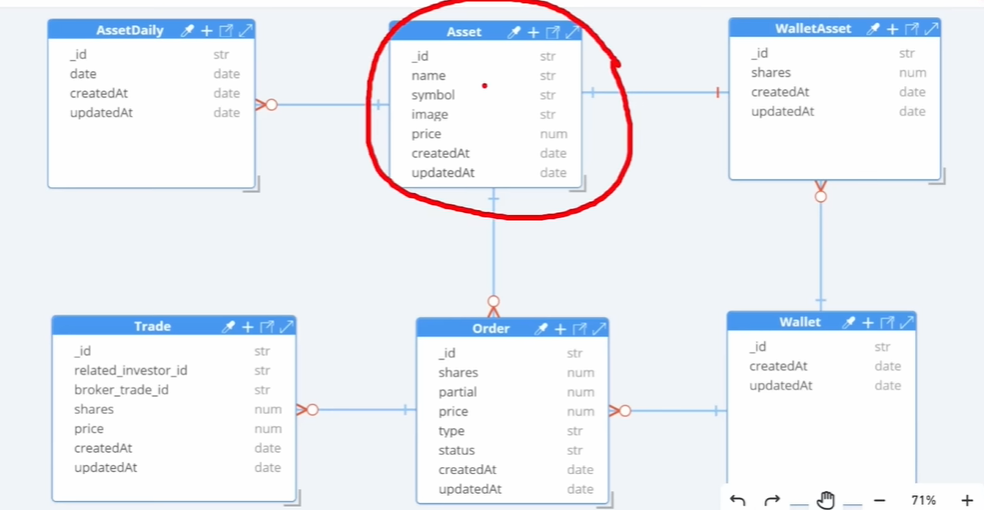 AssetDaily
_id str
date date
createdAt date
updatedAt date
Asset
_id str
name str
symbol str
image str
price num
createdAt date
updatedAt date
WalletAsset
_id str
shares num
createdAt date
updatedAt date
Trade
_id str
related_investor_id str
broker_trade_id str
shares num
price num
createdAt date
updatedAt date
Order
_id str
shares num
partial num
price num
type str
status str
createdAt date
updatedAt date
Wallet
_id str
createdAt date
updatedAt date
71%